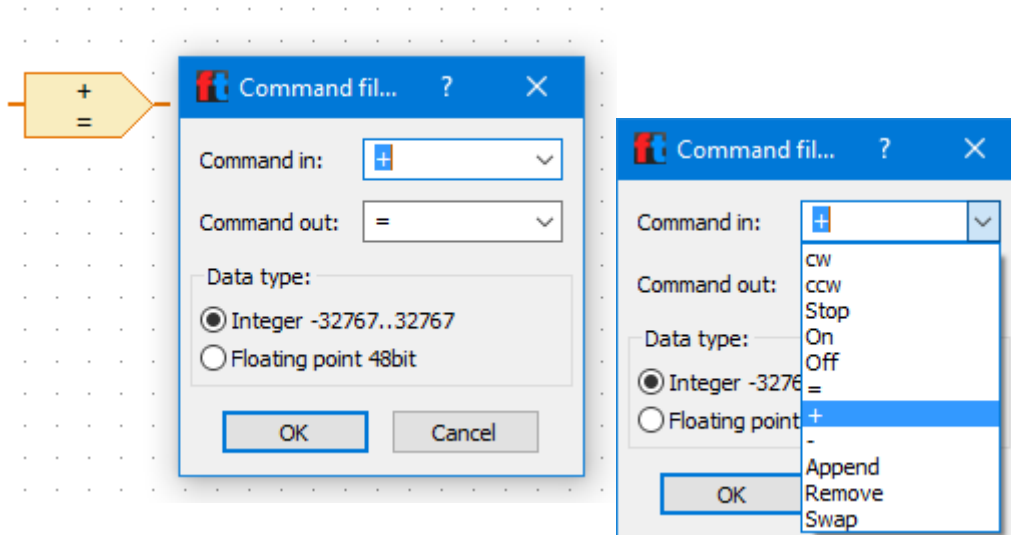 +
=
ft Command fil... ? ×
Command in: +
Command out: =
Data type:
Integer -32767..32767
Floating point 48bit
OK Cancel
ft Command fil... ? ×
Command in: +
Command out:
Data type:
Integer -3276
Floating point
OK
cw
ccw
Stop
On
Off
=
+
-
Append
Remove
Swap